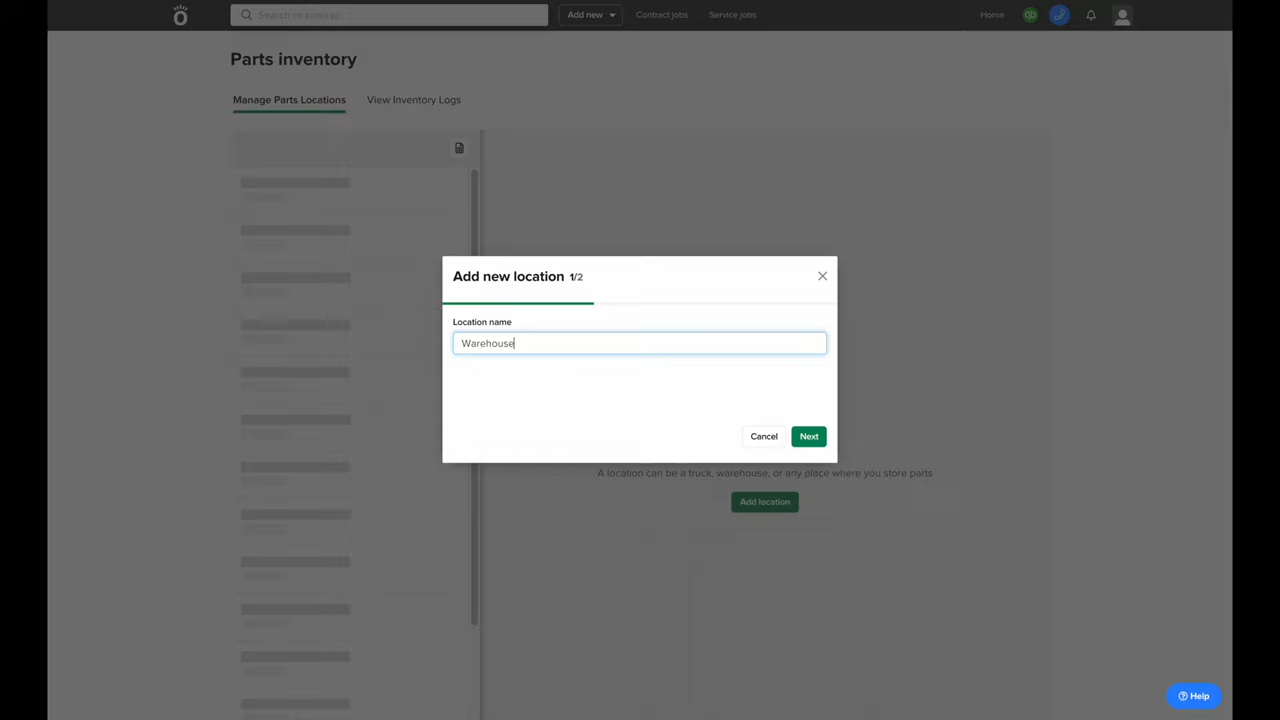 Add new
Contract jobs
Service jobs
Home
qb
Parts inventory
Manage Parts Locations
View Inventory Logs
Add new location 1/2
Location name
Warehouse
Cancel
Next
A location can be a truck, warehouse, or any place where you store parts
Add location
Help